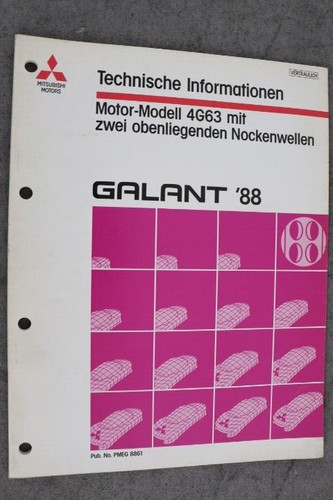 VERTRAULICH
MITSUBISHI
MOTORS
Technische Informationen
Motor-Modell 4G63 mit
zwei obenliegenden Nockenwellen
GALANT '88
Pub. No. PMEG 8861